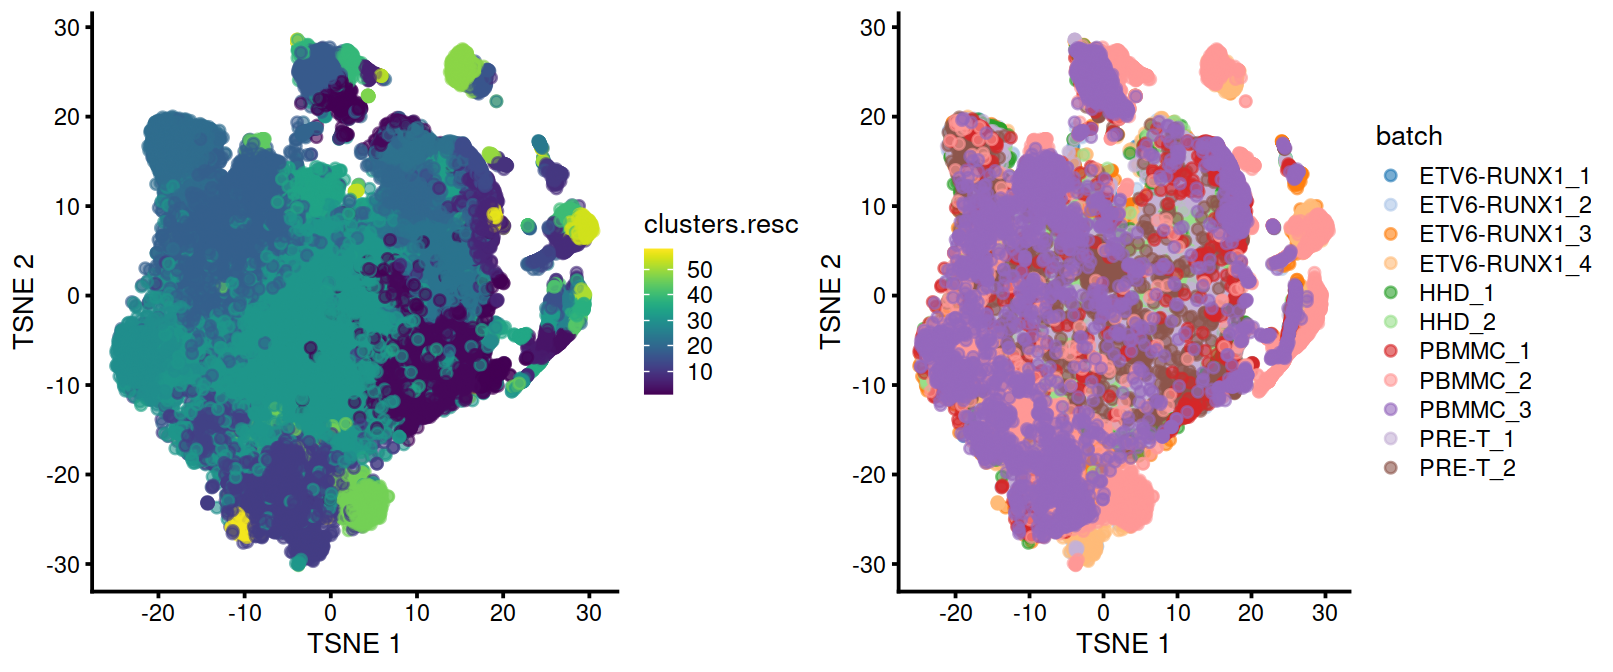 30
20
10
0
-10
-20
-30
TSNE 2
-20 -10 0 10 20 30
TSNE 1
clusters.resc
50
40
30
20
10
30
20
10
0
-10
-20
-30
TSNE 2
-20 -10 0 10 20 30
TSNE 1
batch
ETV6-RUNX1_1
ETV6-RUNX1_2
ETV6-RUNX1_3
ETV6-RUNX1_4
HHD_1
HHD_2
PBMMC_1
PBMMC_2
PBMMC_3
PRE-T_1
PRE-T_2